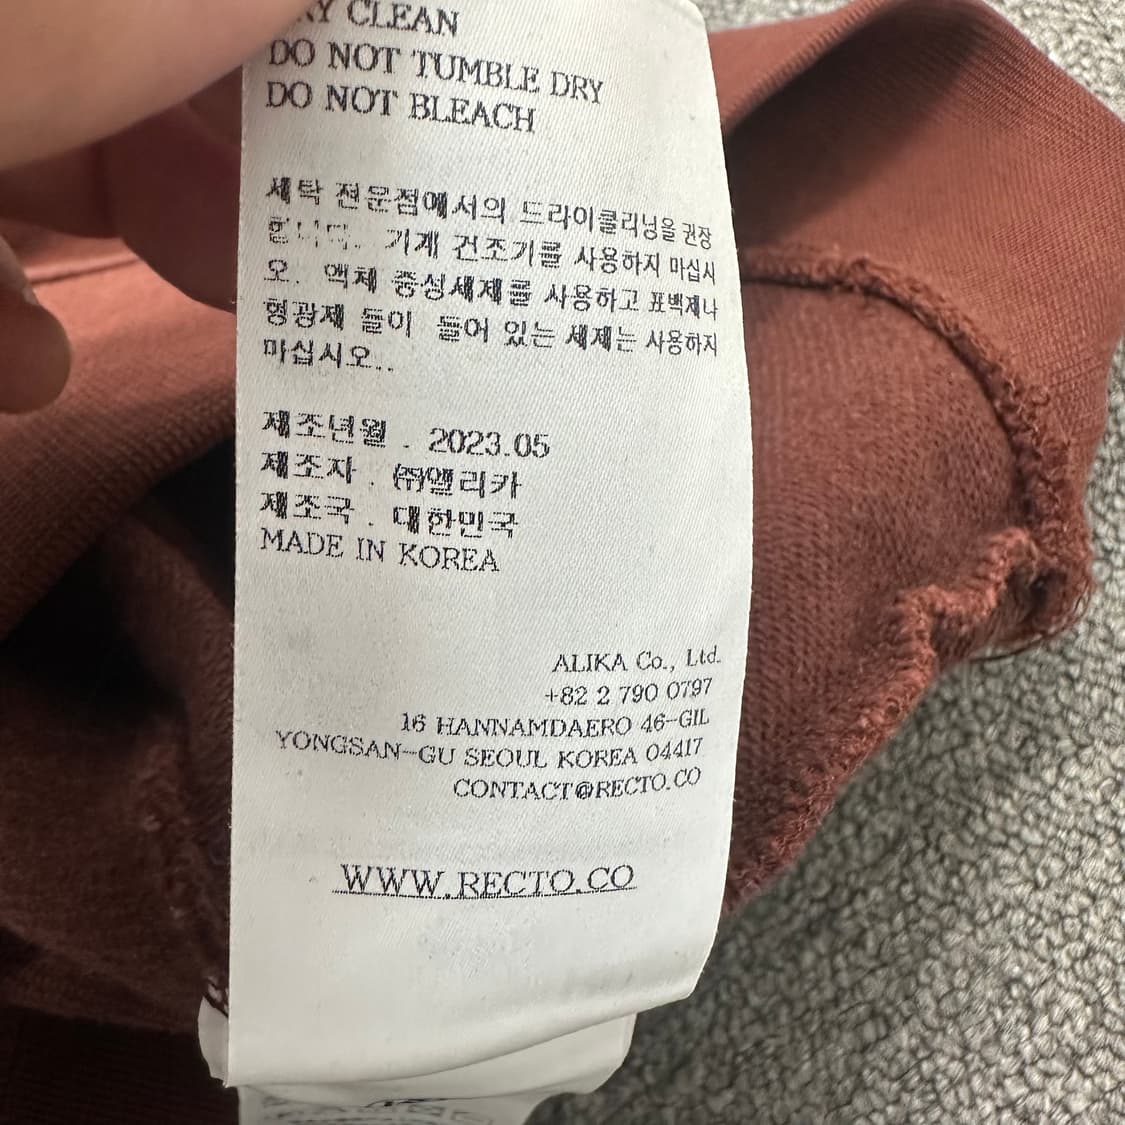 DRY CLEAN
DO NOT TUMBLE DRY
DO NOT BLEACH
세탁 전문점에서의 드라이클리닝을 권장
합니다. 기계 건조기를 사용하지 마십시
오. 액체 중성세제를 사용하고 표백제나
형광제 들이 들어 있는 세제는 사용하지
마십시오..
제조년월 . 2023.05
제조자 . ㈜앨리카
제조국 . 대한민국
MADE IN KOREA
ALIKA Co., Ltd.
+82 2 790 0797
16 HANNAMDAERO 46-GIL
YONGSAN-GU SEOUL KOREA 04417
CONTACT@RECTO.CO
WWW.RECTO.CO